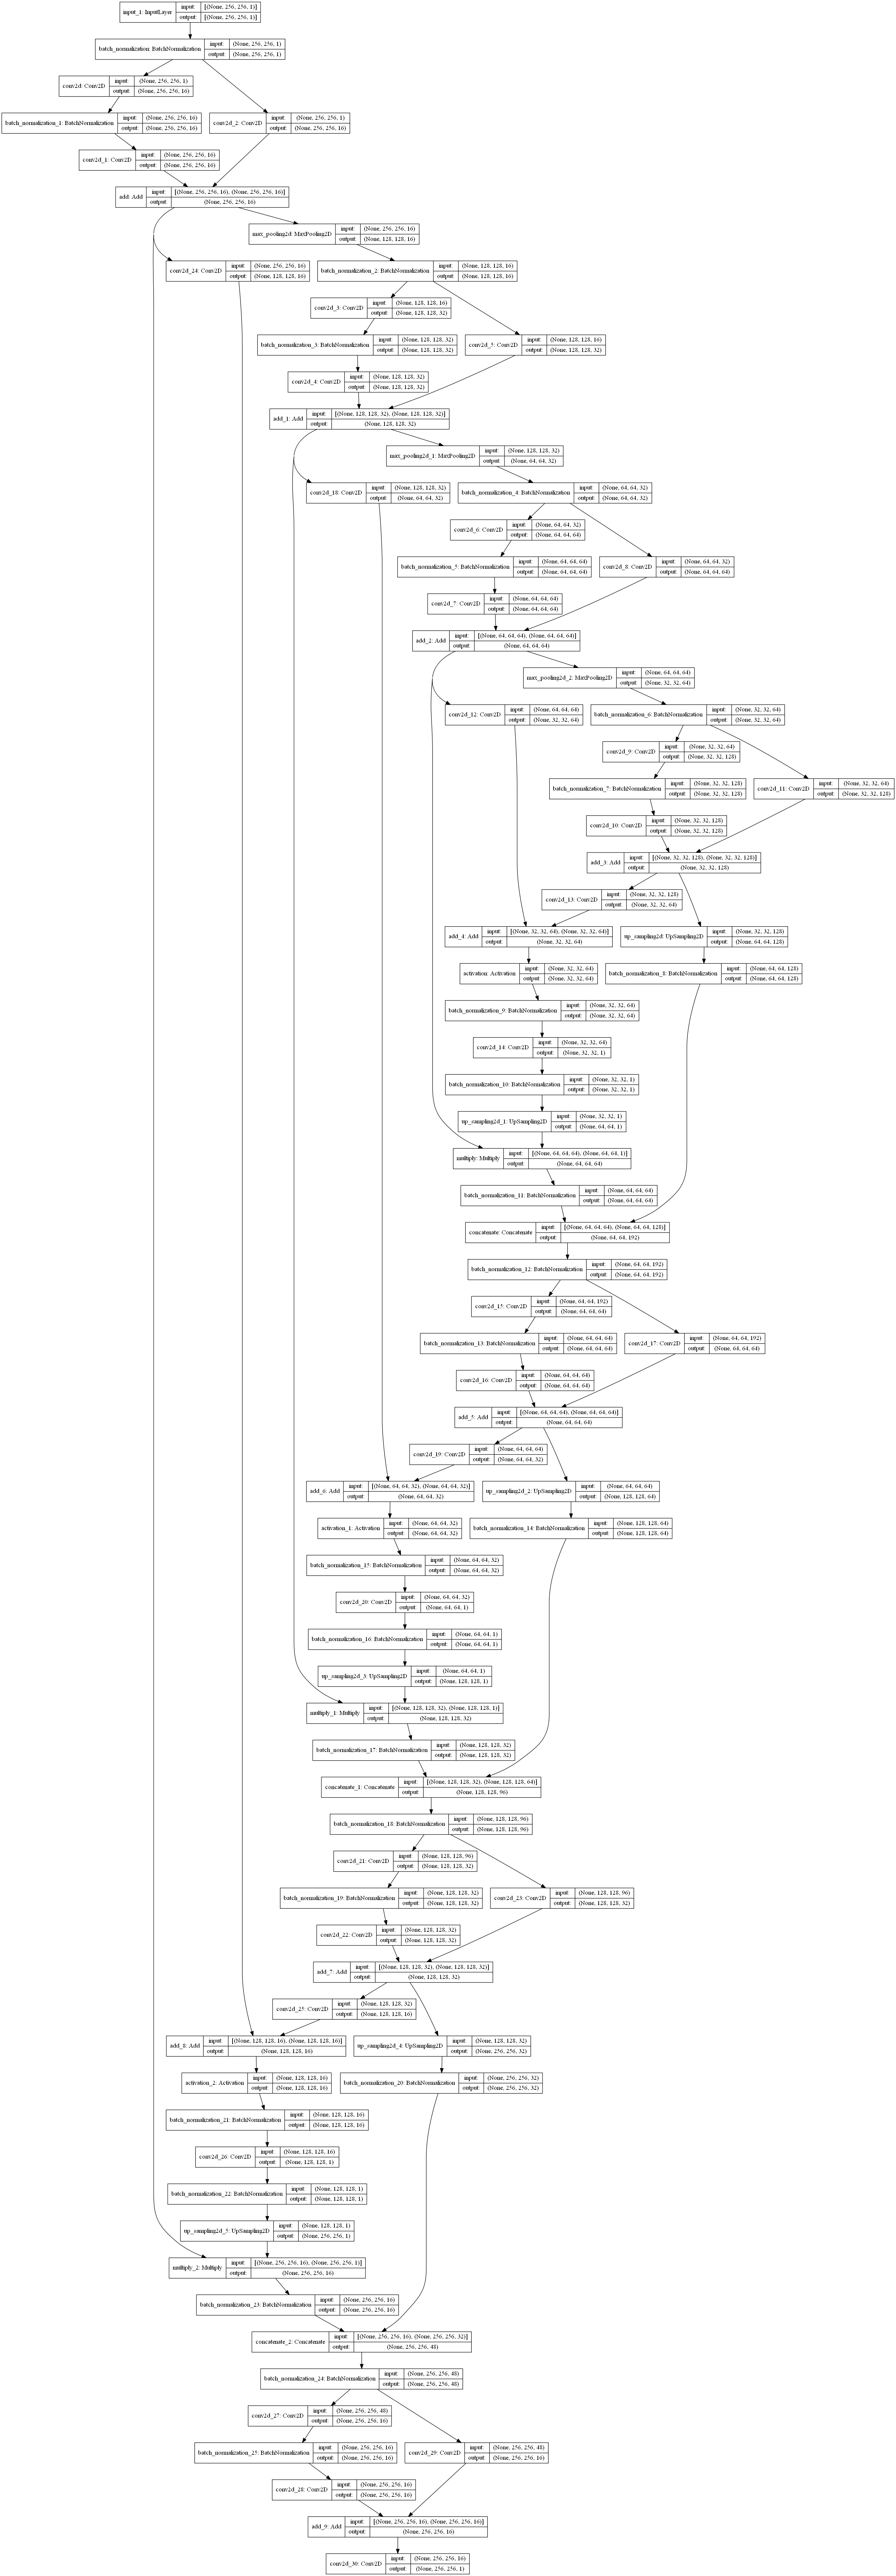 input_1: InputLayer
input: [(None, 256, 256, 1)]
output: [(None, 256, 256, 1)]
batch_normalization: BatchNormalization
input: (None, 256, 256, 1)
output: (None, 256, 256, 1)
conv2d: Conv2D
input: (None, 256, 256, 1)
output: (None, 256, 256, 16)
batch_normalization_1: BatchNormalization
input: (None, 256, 256, 16)
output: (None, 256, 256, 16)
conv2d_2: Conv2D
input: (None, 256, 256, 1)
output: (None, 256, 256, 16)
conv2d_1: Conv2D
input: (None, 256, 256, 16)
output: (None, 256, 256, 16)
add: Add
input: [(None, 256, 256, 16), (None, 256, 256, 16)]
output: (None, 256, 256, 16)
max_pooling2d: MaxPooling2D
input: (None, 256, 256, 16)
output: (None, 128, 128, 16)
conv2d_24: Conv2D
input: (None, 256, 256, 16)
output: (None, 128, 128, 16)
batch_normalization_2: BatchNormalization
input: (None, 128, 128, 16)
output: (None, 128, 128, 16)
conv2d_3: Conv2D
input: (None, 128, 128, 16)
output: (None, 128, 128, 32)
batch_normalization_3: BatchNormalization
input: (None, 128, 128, 32)
output: (None, 128, 128, 32)
conv2d_5: Conv2D
input: (None, 128, 128, 16)
output: (None, 128, 128, 32)
conv2d_4: Conv2D
input: (None, 128, 128, 32)
output: (None, 128, 128, 32)
add_1: Add
input: [(None, 128, 128, 32), (None, 128, 128, 32)]
output: (None, 128, 128, 32)
max_pooling2d_1: MaxPooling2D
input: (None, 128, 128, 32)
output: (None, 64, 64, 32)
conv2d_18: Conv2D
input: (None, 128, 128, 32)
output: (None, 64, 64, 32)
batch_normalization_4: BatchNormalization
input: (None, 64, 64, 32)
output: (None, 64, 64, 32)
conv2d_6: Conv2D
input: (None, 64, 64, 32)
output: (None, 64, 64, 64)
batch_normalization_5: BatchNormalization
input: (None, 64, 64, 64)
output: (None, 64, 64, 64)
conv2d_8: Conv2D
input: (None, 64, 64, 32)
output: (None, 64, 64, 64)
conv2d_7: Conv2D
input: (None, 64, 64, 64)
output: (None, 64, 64, 64)
add_2: Add
input: [(None, 64, 64, 64), (None, 64, 64, 64)]
output: (None, 64, 64, 64)
max_pooling2d_2: MaxPooling2D
input: (None, 64, 64, 64)
output: (None, 32, 32, 64)
conv2d_12: Conv2D
input: (None, 64, 64, 64)
output: (None, 32, 32, 64)
batch_normalization_6: BatchNormalization
input: (None, 32, 32, 64)
output: (None, 32, 32, 64)
conv2d_9: Conv2D
input: (None, 32, 32, 64)
output: (None, 32, 32, 128)
batch_normalization_7: BatchNormalization
input: (None, 32, 32, 128)
output: (None, 32, 32, 128)
conv2d_11: Conv2D
input: (None, 32, 32, 64)
output: (None, 32, 32, 128)
conv2d_10: Conv2D
input: (None, 32, 32, 128)
output: (None, 32, 32, 128)
add_3: Add
input: [(None, 32, 32, 128), (None, 32, 32, 128)]
output: (None, 32, 32, 128)
conv2d_13: Conv2D
input: (None, 32, 32, 128)
output: (None, 32, 32, 64)
add_4: Add
input: [(None, 32, 32, 64), (None, 32, 32, 64)]
output: (None, 32, 32, 64)
up_sampling2d: UpSampling2D
input: (None, 32, 32, 128)
output: (None, 64, 64, 128)
activation: Activation
input: (None, 32, 32, 64)
output: (None, 32, 32, 64)
batch_normalization_8: BatchNormalization
input: (None, 64, 64, 128)
output: (None, 64, 64, 128)
batch_normalization_9: BatchNormalization
input: (None, 32, 32, 64)
output: (None, 32, 32, 64)
conv2d_14: Conv2D
input: (None, 32, 32, 64)
output: (None, 32, 32, 1)
batch_normalization_10: BatchNormalization
input: (None, 32, 32, 1)
output: (None, 32, 32, 1)
up_sampling2d_1: UpSampling2D
input: (None, 32, 32, 1)
output: (None, 64, 64, 1)
multiply: Multiply
input: [(None, 64, 64, 64), (None, 64, 64, 1)]
output: (None, 64, 64, 64)
batch_normalization_11: BatchNormalization
input: (None, 64, 64, 64)
output: (None, 64, 64, 64)
concatenate: Concatenate
input: [(None, 64, 64, 64), (None, 64, 64, 128)]
output: (None, 64, 64, 192)
batch_normalization_12: BatchNormalization
input: (None, 64, 64, 192)
output: (None, 64, 64, 192)
conv2d_15: Conv2D
input: (None, 64, 64, 192)
output: (None, 64, 64, 64)
batch_normalization_13: BatchNormalization
input: (None, 64, 64, 64)
output: (None, 64, 64, 64)
conv2d_17: Conv2D
input: (None, 64, 64, 192)
output: (None, 64, 64, 64)
conv2d_16: Conv2D
input: (None, 64, 64, 64)
output: (None, 64, 64, 64)
add_5: Add
input: [(None, 64, 64, 64), (None, 64, 64, 64)]
output: (None, 64, 64, 64)
conv2d_19: Conv2D
input: (None, 64, 64, 64)
output: (None, 64, 64, 32)
add_6: Add
input: [(None, 64, 64, 32), (None, 64, 64, 32)]
output: (None, 64, 64, 32)
up_sampling2d_2: UpSampling2D
input: (None, 64, 64, 64)
output: (None, 128, 128, 64)
activation_1: Activation
input: (None, 64, 64, 32)
output: (None, 64, 64, 32)
batch_normalization_14: BatchNormalization
input: (None, 128, 128, 64)
output: (None, 128, 128, 64)
batch_normalization_15: BatchNormalization
input: (None, 64, 64, 32)
output: (None, 64, 64, 32)
conv2d_20: Conv2D
input: (None, 64, 64, 32)
output: (None, 64, 64, 1)
batch_normalization_16: BatchNormalization
input: (None, 64, 64, 1)
output: (None, 64, 64, 1)
up_sampling2d_3: UpSampling2D
input: (None, 64, 64, 1)
output: (None, 128, 128, 1)
multiply_1: Multiply
input: [(None, 128, 128, 32), (None, 128, 128, 1)]
output: (None, 128, 128, 32)
batch_normalization_17: BatchNormalization
input: (None, 128, 128, 32)
output: (None, 128, 128, 32)
concatenate_1: Concatenate
input: [(None, 128, 128, 32), (None, 128, 128, 64)]
output: (None, 128, 128, 96)
batch_normalization_18: BatchNormalization
input: (None, 128, 128, 96)
output: (None, 128, 128, 96)
conv2d_21: Conv2D
input: (None, 128, 128, 96)
output: (None, 128, 128, 32)
batch_normalization_19: BatchNormalization
input: (None, 128, 128, 32)
output: (None, 128, 128, 32)
conv2d_23: Conv2D
input: (None, 128, 128, 96)
output: (None, 128, 128, 32)
conv2d_22: Conv2D
input: (None, 128, 128, 32)
output: (None, 128, 128, 32)
add_7: Add
input: [(None, 128, 128, 32), (None, 128, 128, 32)]
output: (None, 128, 128, 32)
conv2d_25: Conv2D
input: (None, 128, 128, 32)
output: (None, 128, 128, 16)
add_8: Add
input: [(None, 128, 128, 16), (None, 128, 128, 16)]
output: (None, 128, 128, 16)
up_sampling2d_4: UpSampling2D
input: (None, 128, 128, 32)
output: (None, 256, 256, 32)
activation_2: Activation
input: (None, 128, 128, 16)
output: (None, 128, 128, 16)
batch_normalization_20: BatchNormalization
input: (None, 256, 256, 32)
output: (None, 256, 256, 32)
batch_normalization_21: BatchNormalization
input: (None, 128, 128, 16)
output: (None, 128, 128, 16)
conv2d_26: Conv2D
input: (None, 128, 128, 16)
output: (None, 128, 128, 1)
batch_normalization_22: BatchNormalization
input: (None, 128, 128, 1)
output: (None, 128, 128, 1)
up_sampling2d_5: UpSampling2D
input: (None, 128, 128, 1)
output: (None, 256, 256, 1)
multiply_2: Multiply
input: [(None, 256, 256, 16), (None, 256, 256, 1)]
output: (None, 256, 256, 16)
batch_normalization_23: BatchNormalization
input: (None, 256, 256, 16)
output: (None, 256, 256, 16)
concatenate_2: Concatenate
input: [(None, 256, 256, 16), (None, 256, 256, 32)]
output: (None, 256, 256, 48)
batch_normalization_24: BatchNormalization
input: (None, 256, 256, 48)
output: (None, 256, 256, 48)
conv2d_27: Conv2D
input: (None, 256, 256, 48)
output: (None, 256, 256, 16)
batch_normalization_25: BatchNormalization
input: (None, 256, 256, 16)
output: (None, 256, 256, 16)
conv2d_29: Conv2D
input: (None, 256, 256, 48)
output: (None, 256, 256, 16)
conv2d_28: Conv2D
input: (None, 256, 256, 16)
output: (None, 256, 256, 16)
add_9: Add
input: [(None, 256, 256, 16), (None, 256, 256, 16)]
output: (None, 256, 256, 16)
conv2d_30: Conv2D
input: (None, 256, 256, 16)
output: (None, 256, 256, 1)